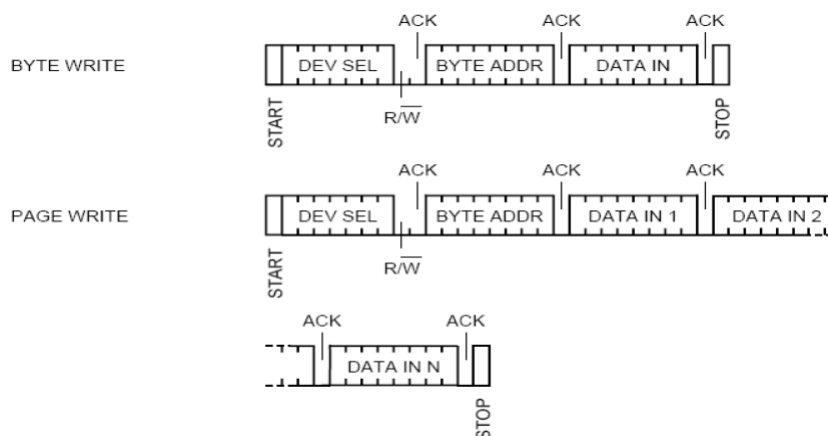 ACK ACK ACK
BYTE WRITE DEV SEL BYTE ADDR DATA IN
R/W
START STOP
ACK ACK ACK
PAGE WRITE DEV SEL BYTE ADDR DATA IN 1 DATA IN 2
R/W
START
ACK ACK
DATA IN N
STOP